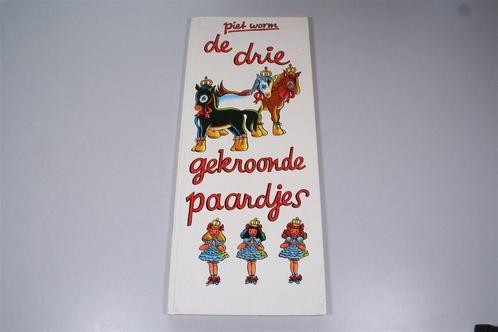 piet worm
de drie
gekroonde
paardjes